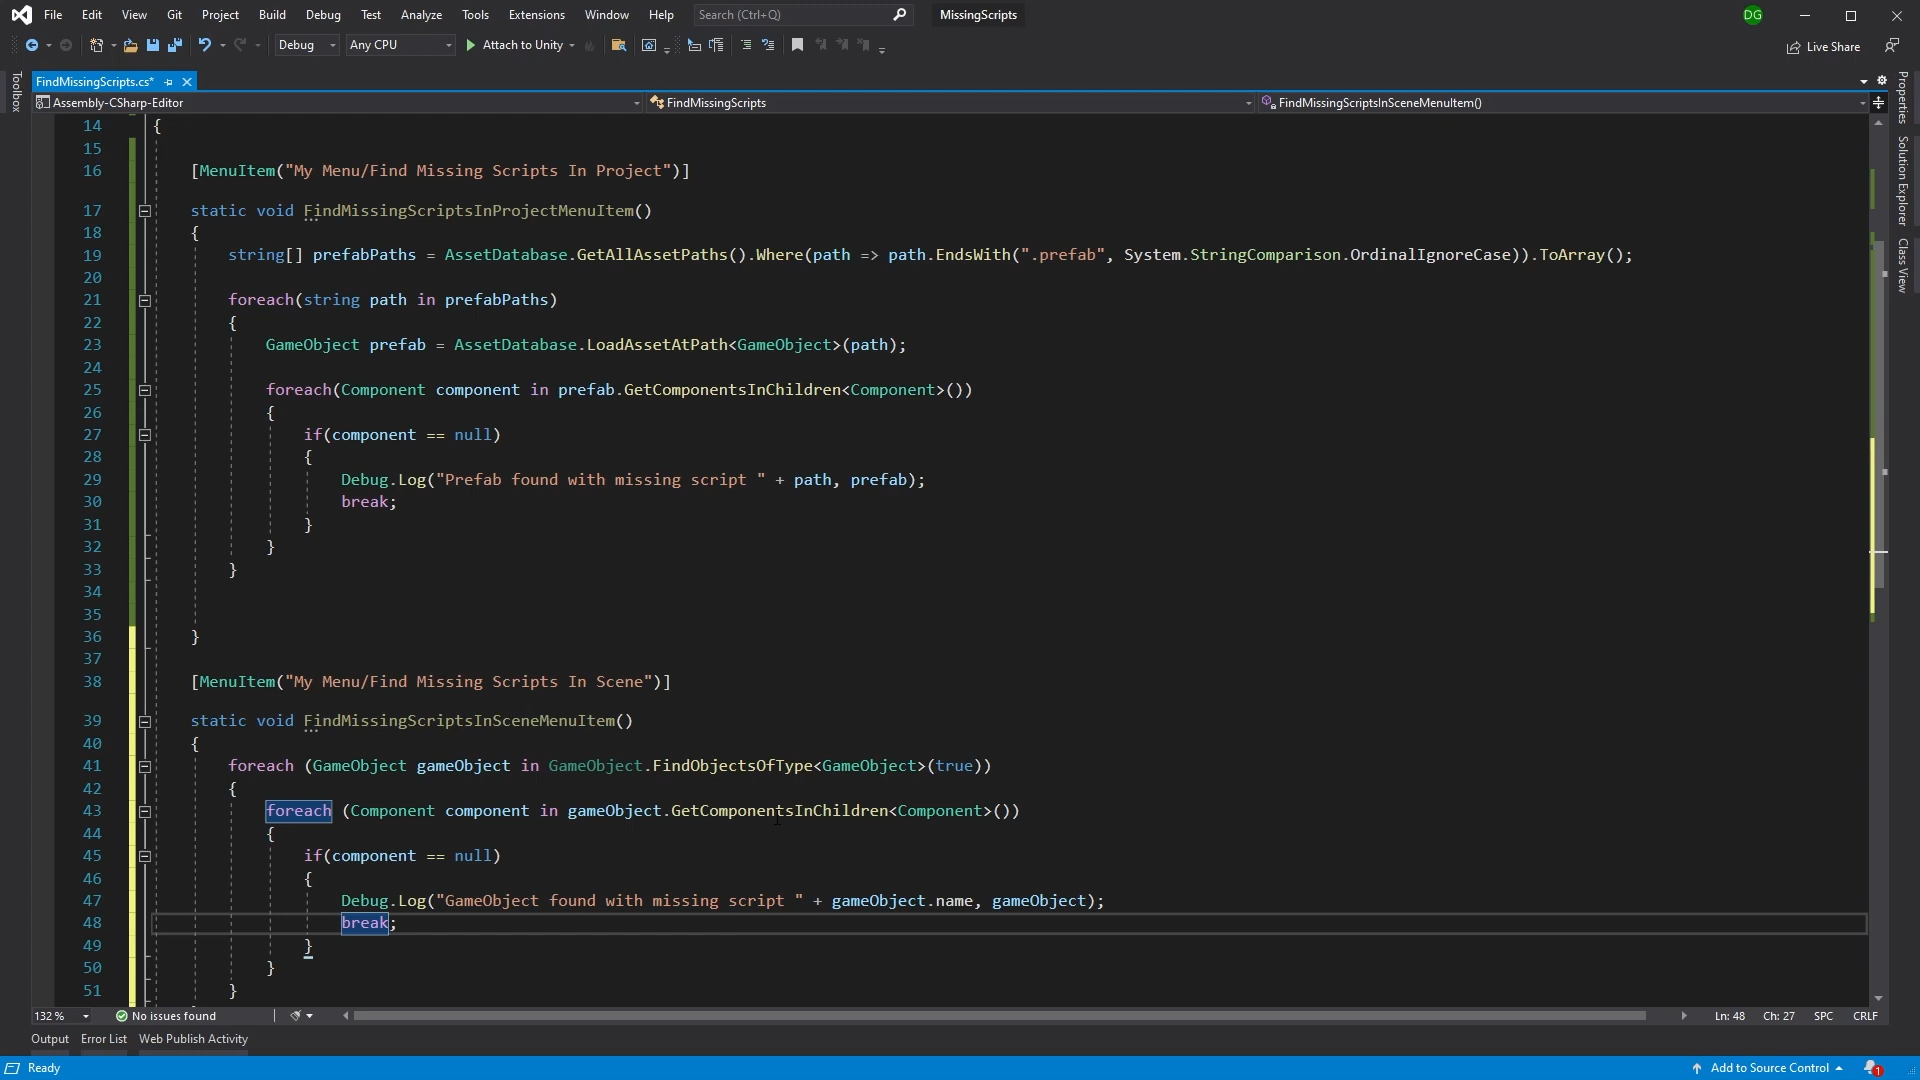 File Edit View Git Project Build Debug Test Analyze Tools Extensions Window Help Search (Ctrl+Q) MissingScripts DG
Debug Any CPU Attach to Unity Live Share
Toolbox
FindMissingScripts.cs*
Assembly-CSharp-Editor FindMissingScripts FindMissingScriptsInSceneMenuItem()
14 {
15
16 [MenuItem("My Menu/Find Missing Scripts In Project")]
17 static void FindMissingScriptsInProjectMenuItem()
18 {
19 string[] prefabPaths = AssetDatabase.GetAllAssetPaths().Where(path => path.EndsWith(".prefab", System.StringComparison.OrdinalIgnoreCase)).ToArray();
20
21 foreach(string path in prefabPaths)
22 {
23 GameObject prefab = AssetDatabase.LoadAssetAtPath<GameObject>(path);
24
25 foreach(Component component in prefab.GetComponentsInChildren<Component>())
26 {
27 if(component == null)
28 {
29 Debug.Log("Prefab found with missing script " + path, prefab);
30 break;
31 }
32 }
33 }
34
35
36 }
37
38 [MenuItem("My Menu/Find Missing Scripts In Scene")]
39 static void FindMissingScriptsInSceneMenuItem()
40 {
41 foreach (GameObject gameObject in GameObject.FindObjectsOfType<GameObject>(true))
42 {
43 foreach (Component component in gameObject.GetComponentsInChildren<Component>())
44 {
45 if(component == null)
46 {
47 Debug.Log("GameObject found with missing script " + gameObject.name, gameObject);
48 break;
49 }
50 }
51 }
Properties
Solution Explorer
Class View
132 % No issues found Ln: 48 Ch: 27 SPC CRLF
Output Error List Web Publish Activity
Ready Add to Source Control 1